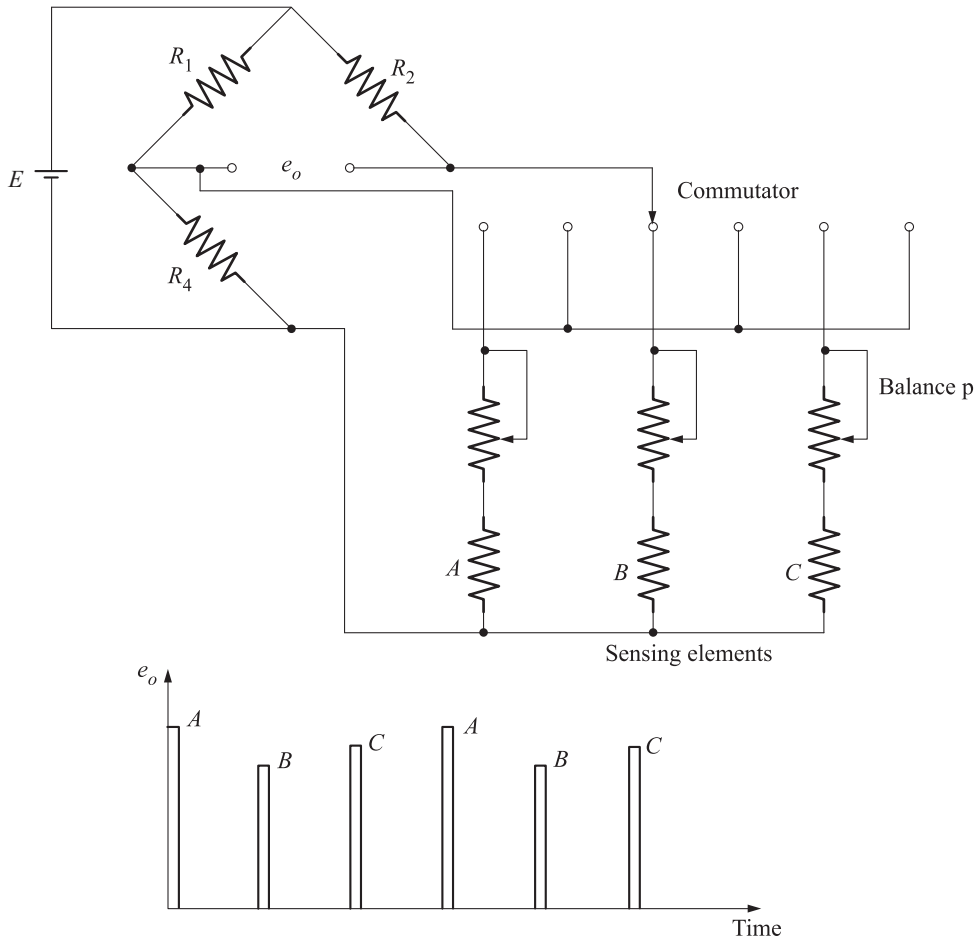 R1
R2
E
eo
Commutator
R4
Balance p
A
B
C
Sensing elements
eo
A
B
C
A
B
C
Time